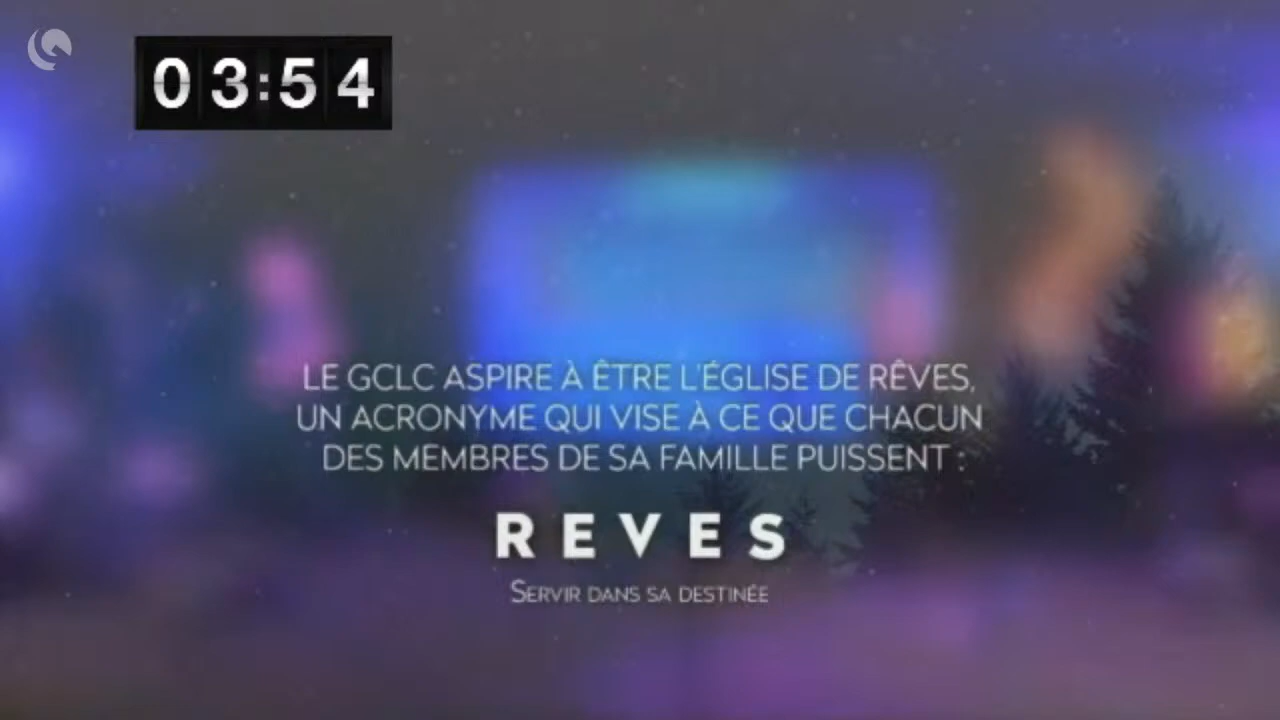 03:54
LE GCLC ASPIRE À ÊTRE L'ÉGLISE DE RÊVES,
UN ACRONYME QUI VISE À CE QUE CHACUN
DES MEMBRES DE SA FAMILLE PUISSENT :
REVES
SERVIR DANS SA DESTINÉE